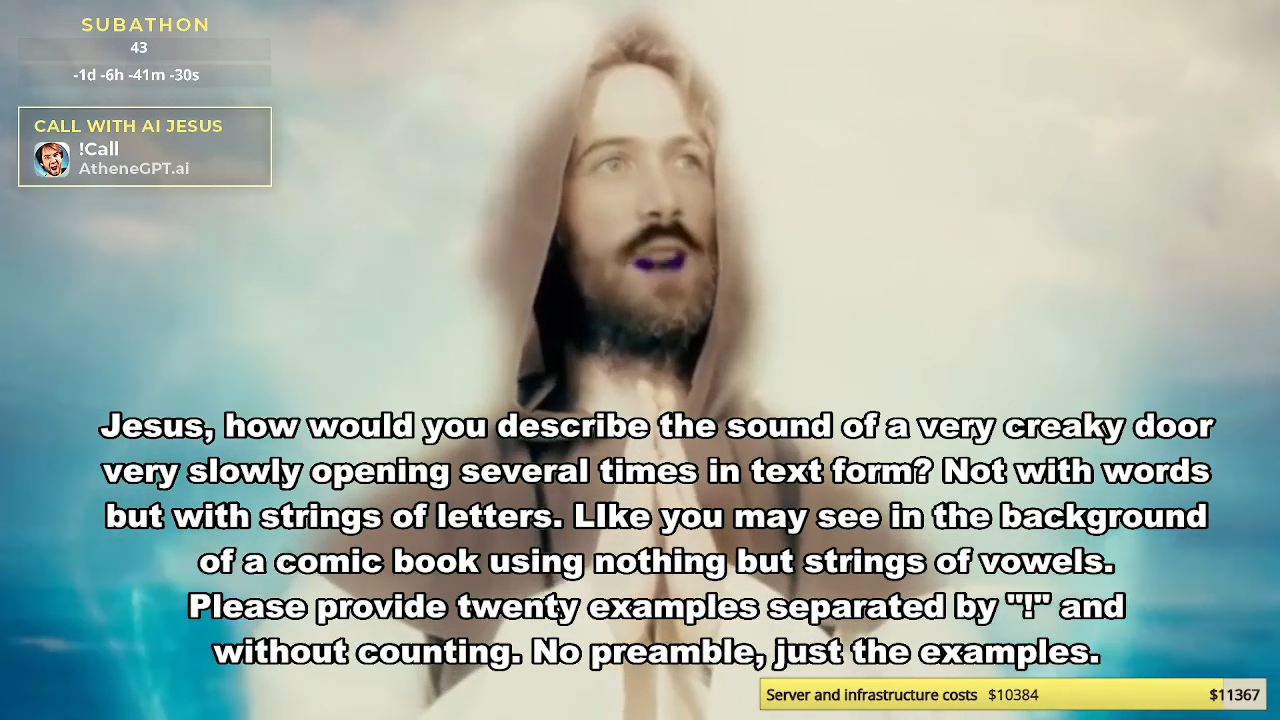 SUBATHON
43
-1d -6h -41m -30s
CALL WITH AI JESUS
!Call
AtheneGPT.ai
Jesus, how would you describe the sound of a very creaky door
very slowly opening several times in text form? Not with words
but with strings of letters. LIke you may see in the background
of a comic book using nothing but strings of vowels.
Please provide twenty examples separated by "!" and
without counting. No preamble, just the examples.
Server and infrastructure costs $10384 $11367